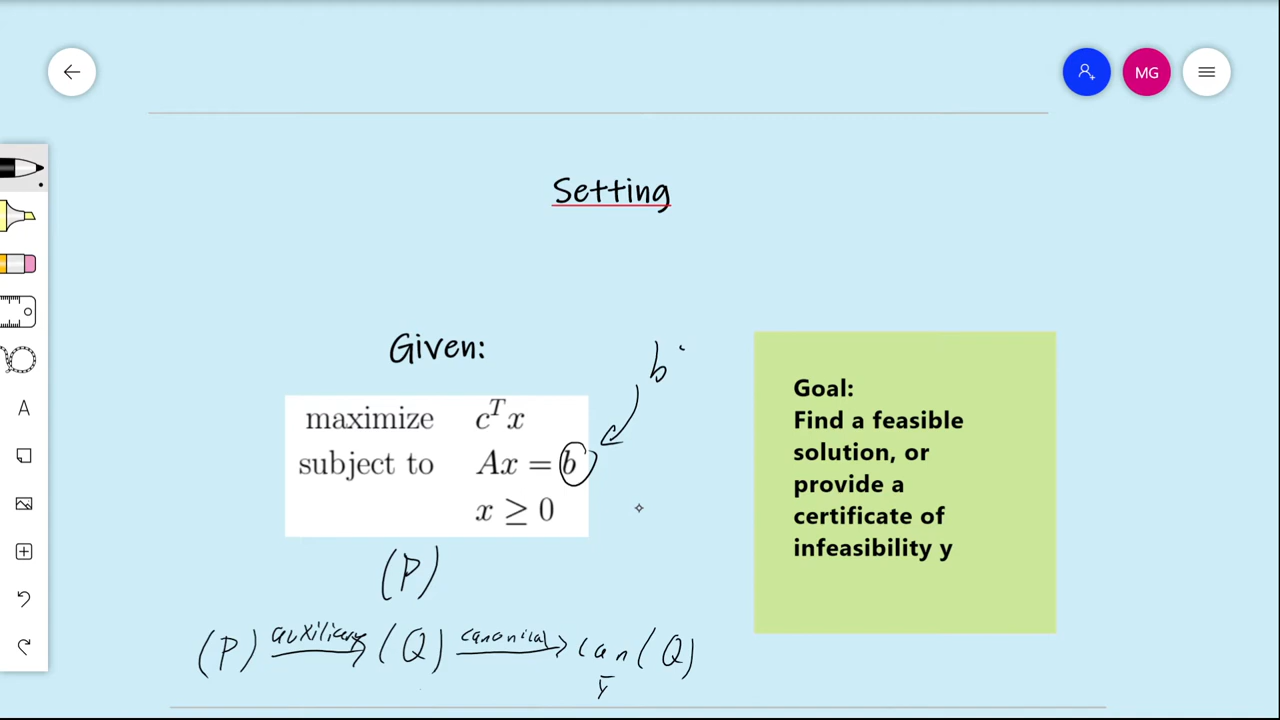 MG
Setting
Given:
b
maximize c^T x
subject to Ax = b
x ≥ 0
(P)
Goal:
Find a feasible
solution, or
provide a
certificate of
infeasibility y
(P) auxiliary (Q) canonical can(Q)
ȳ
A